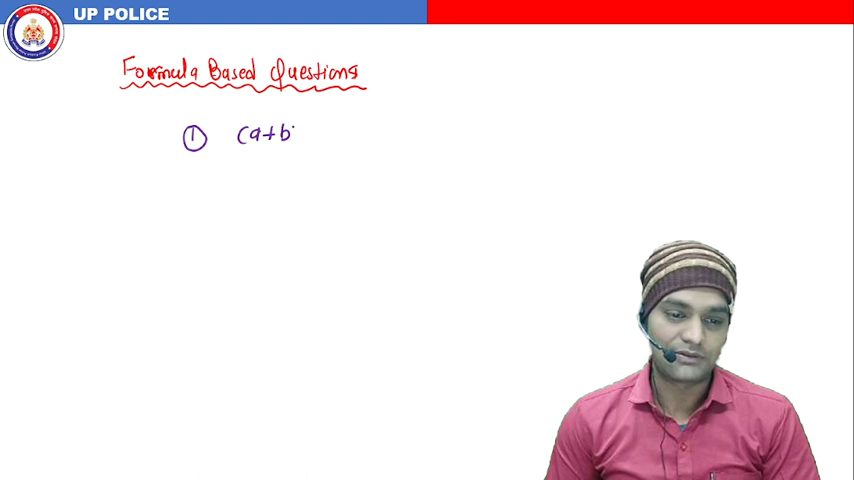 UP POLICE
Formula Based Questions
① (a+b